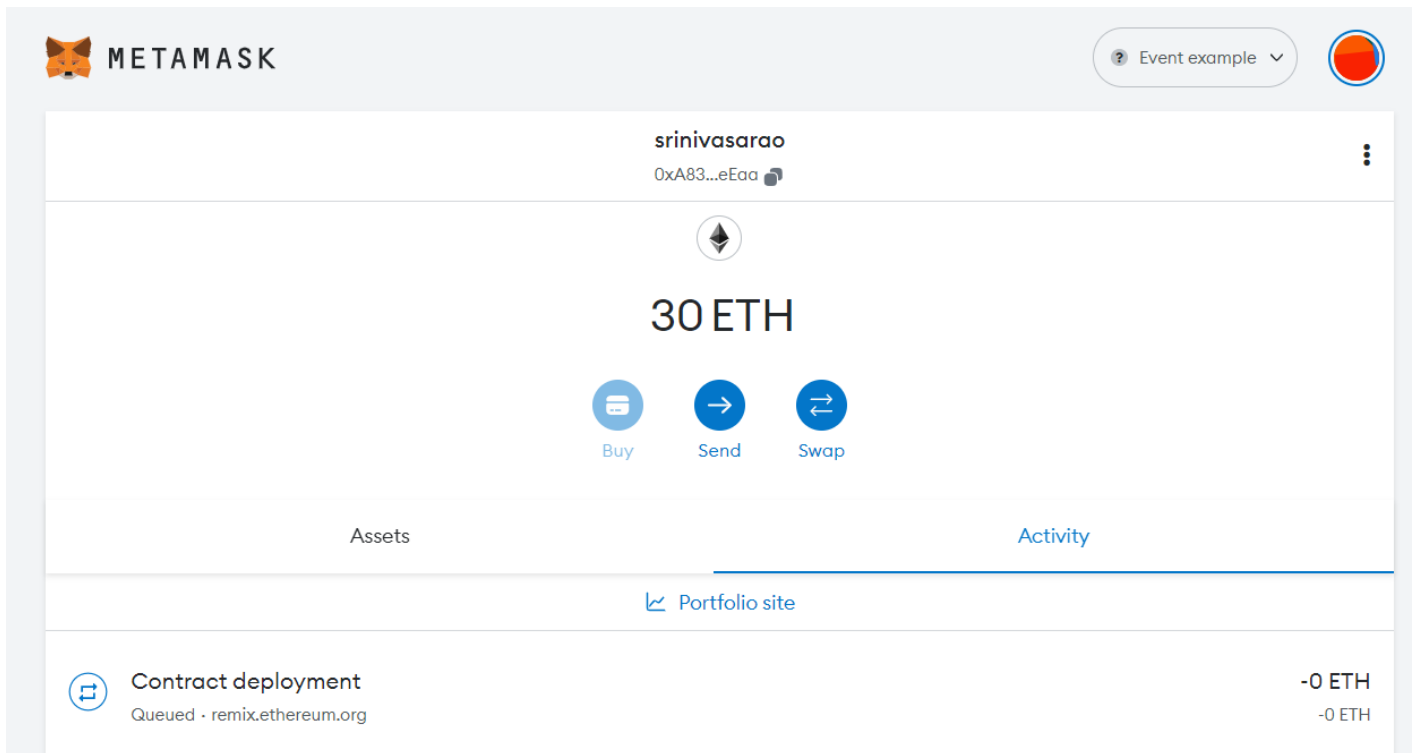 METAMASK
? Event example
srinivasarao
0xA83...eEaa
30 ETH
Buy Send Swap
Assets Activity
Portfolio site
Contract deployment -0 ETH
Queued · remix.ethereum.org -0 ETH